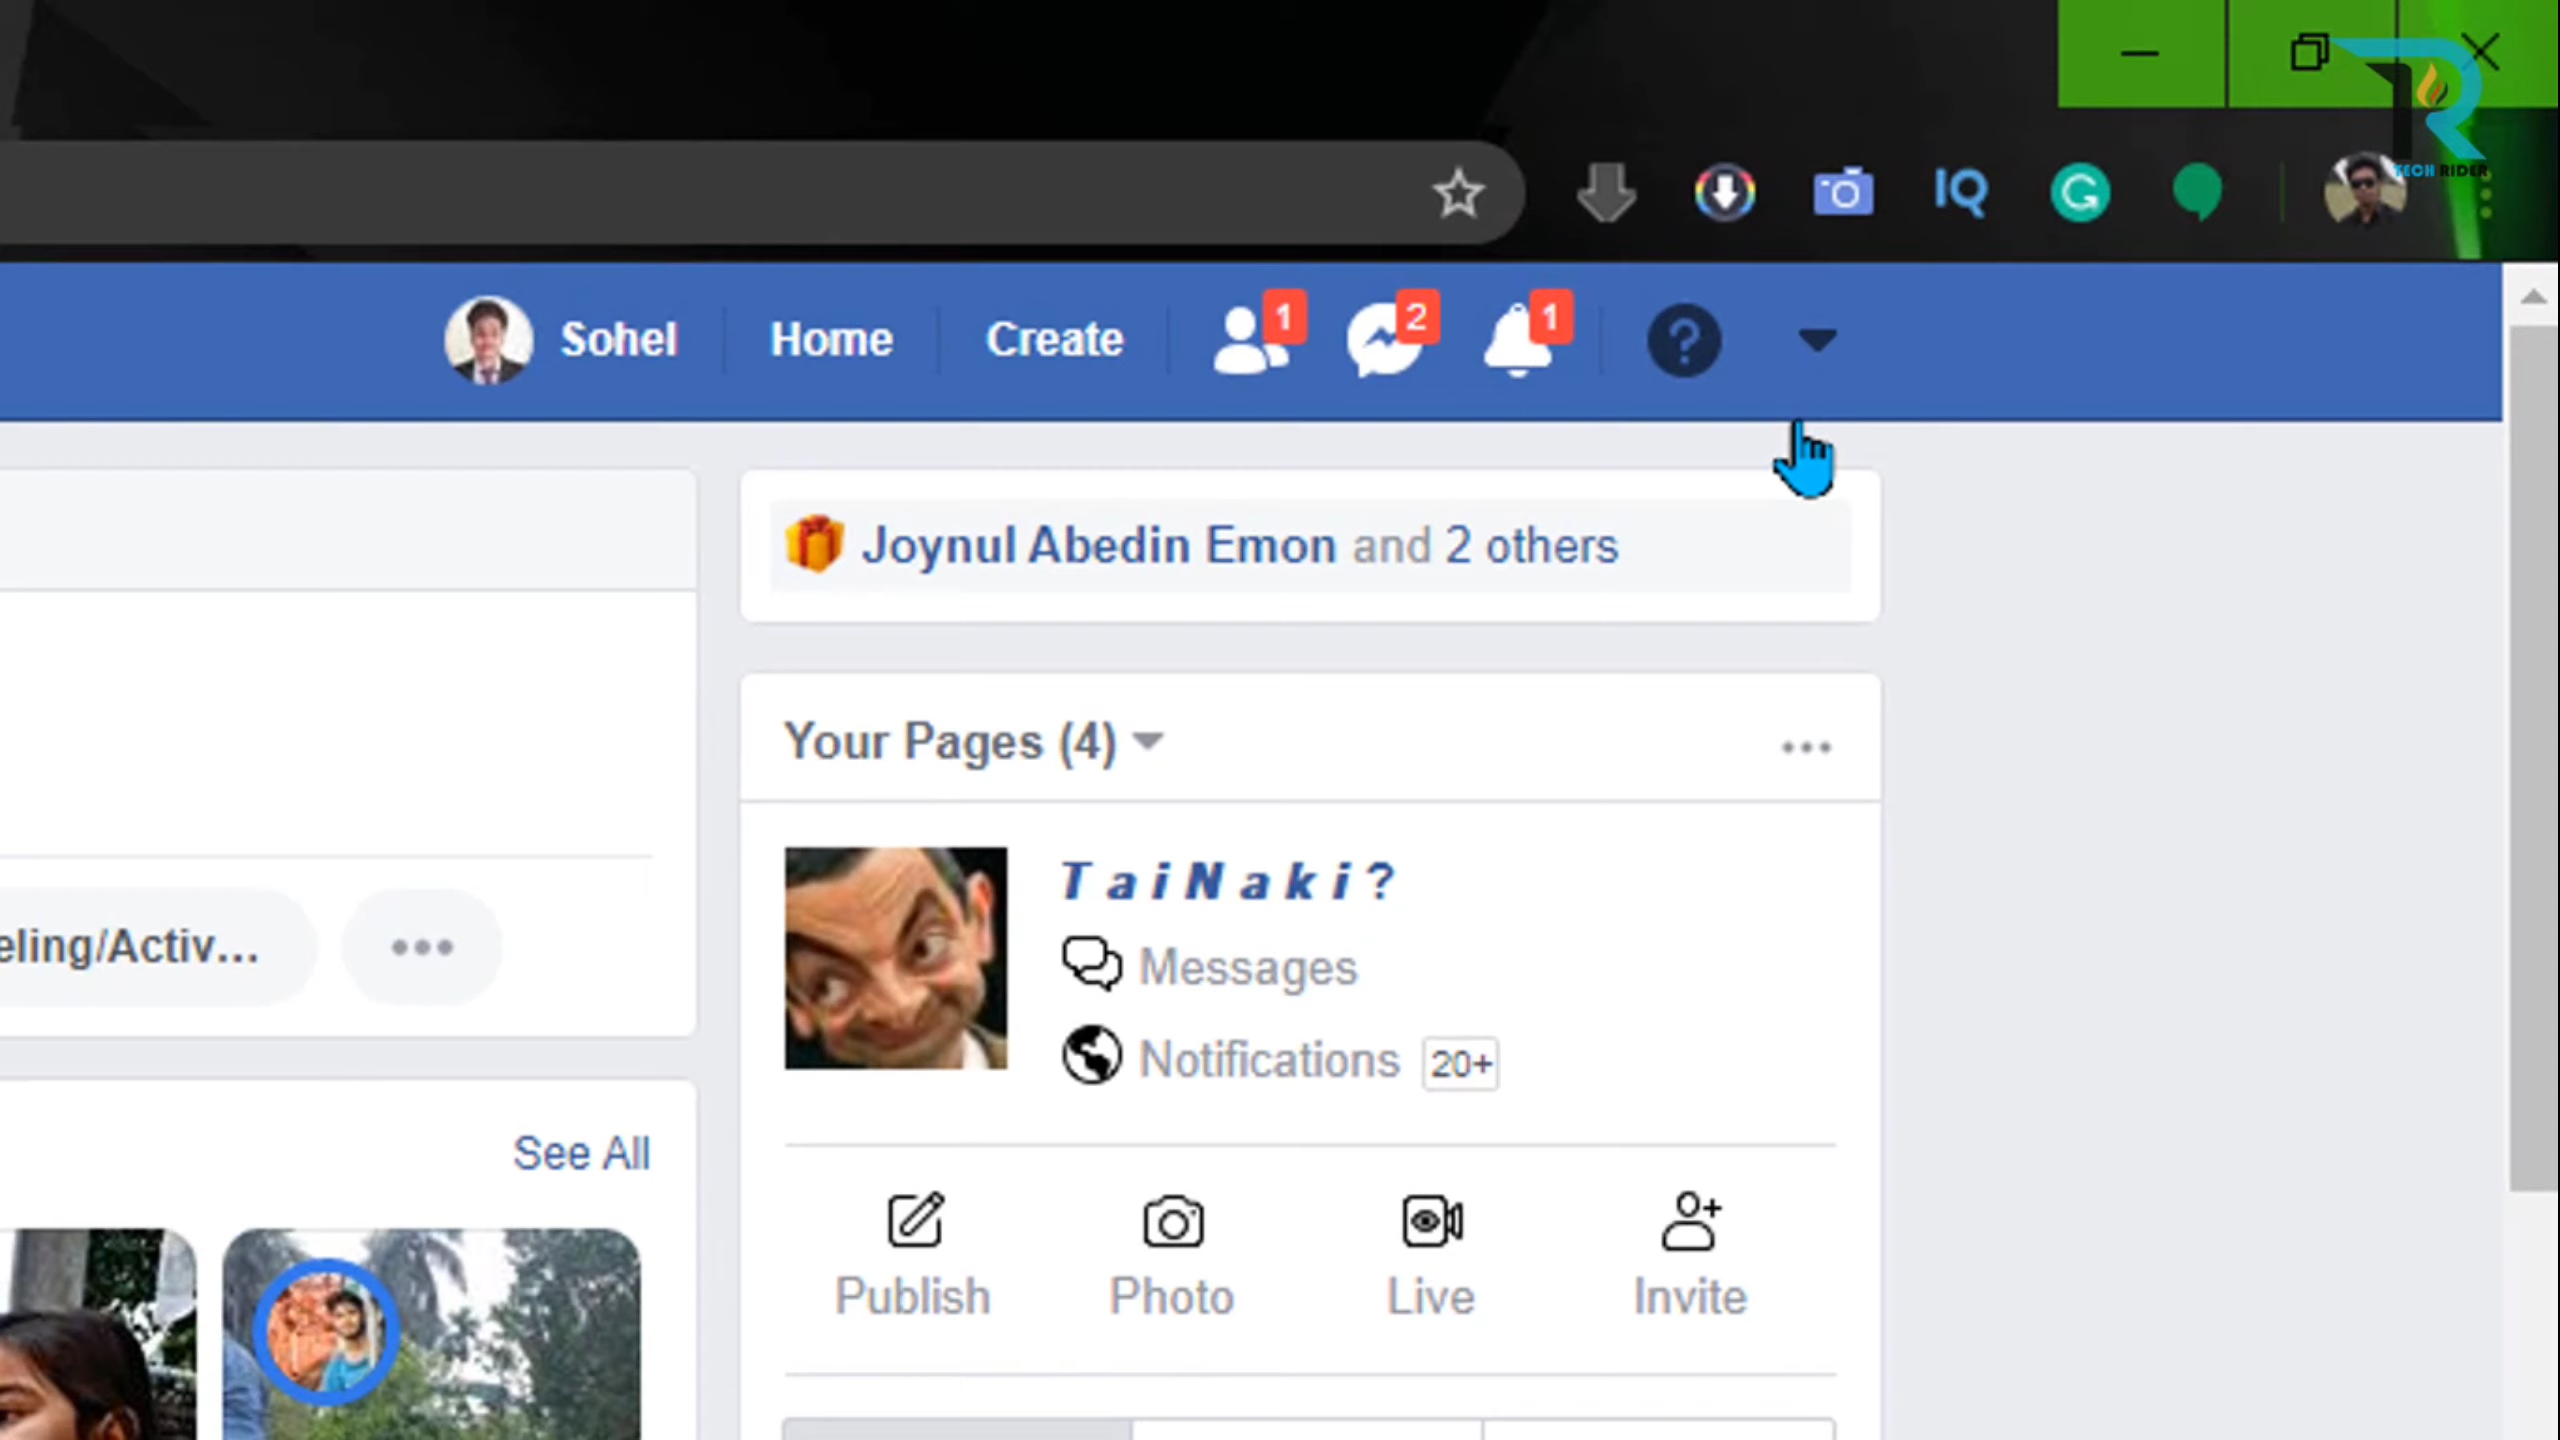 TECH RIDER
IQ
G
Sohel
Home
Create
1
2
1
?
Joynul Abedin Emon and 2 others
Your Pages (4)
TaiNaki?
Messages
Notifications 20+
eling/Activ...
See All
Publish
Photo
Live
Invite